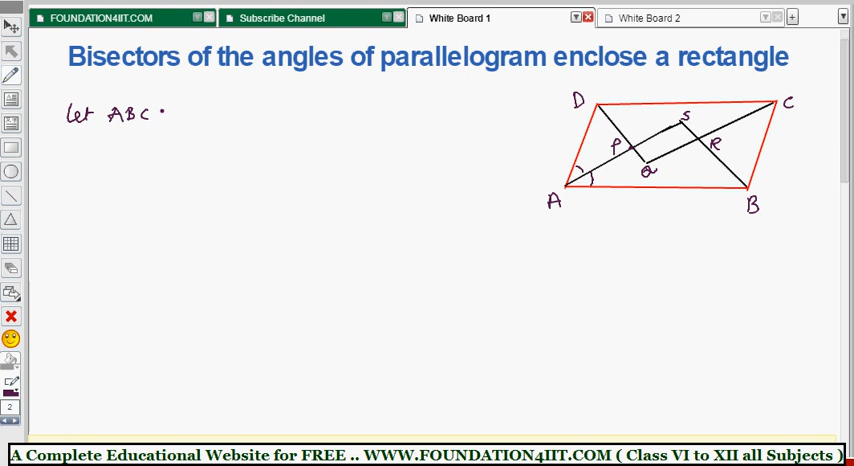 FOUNDATION4IIT.COM
Subscribe Channel
White Board 1
White Board 2
Bisectors of the angles of parallelogram enclose a rectangle
Let ABC
D
C
S
P
R
Q
A
B
2
A Complete Educational Website for FREE .. WWW.FOUNDATION4IIT.COM ( Class VI to XII all Subjects )